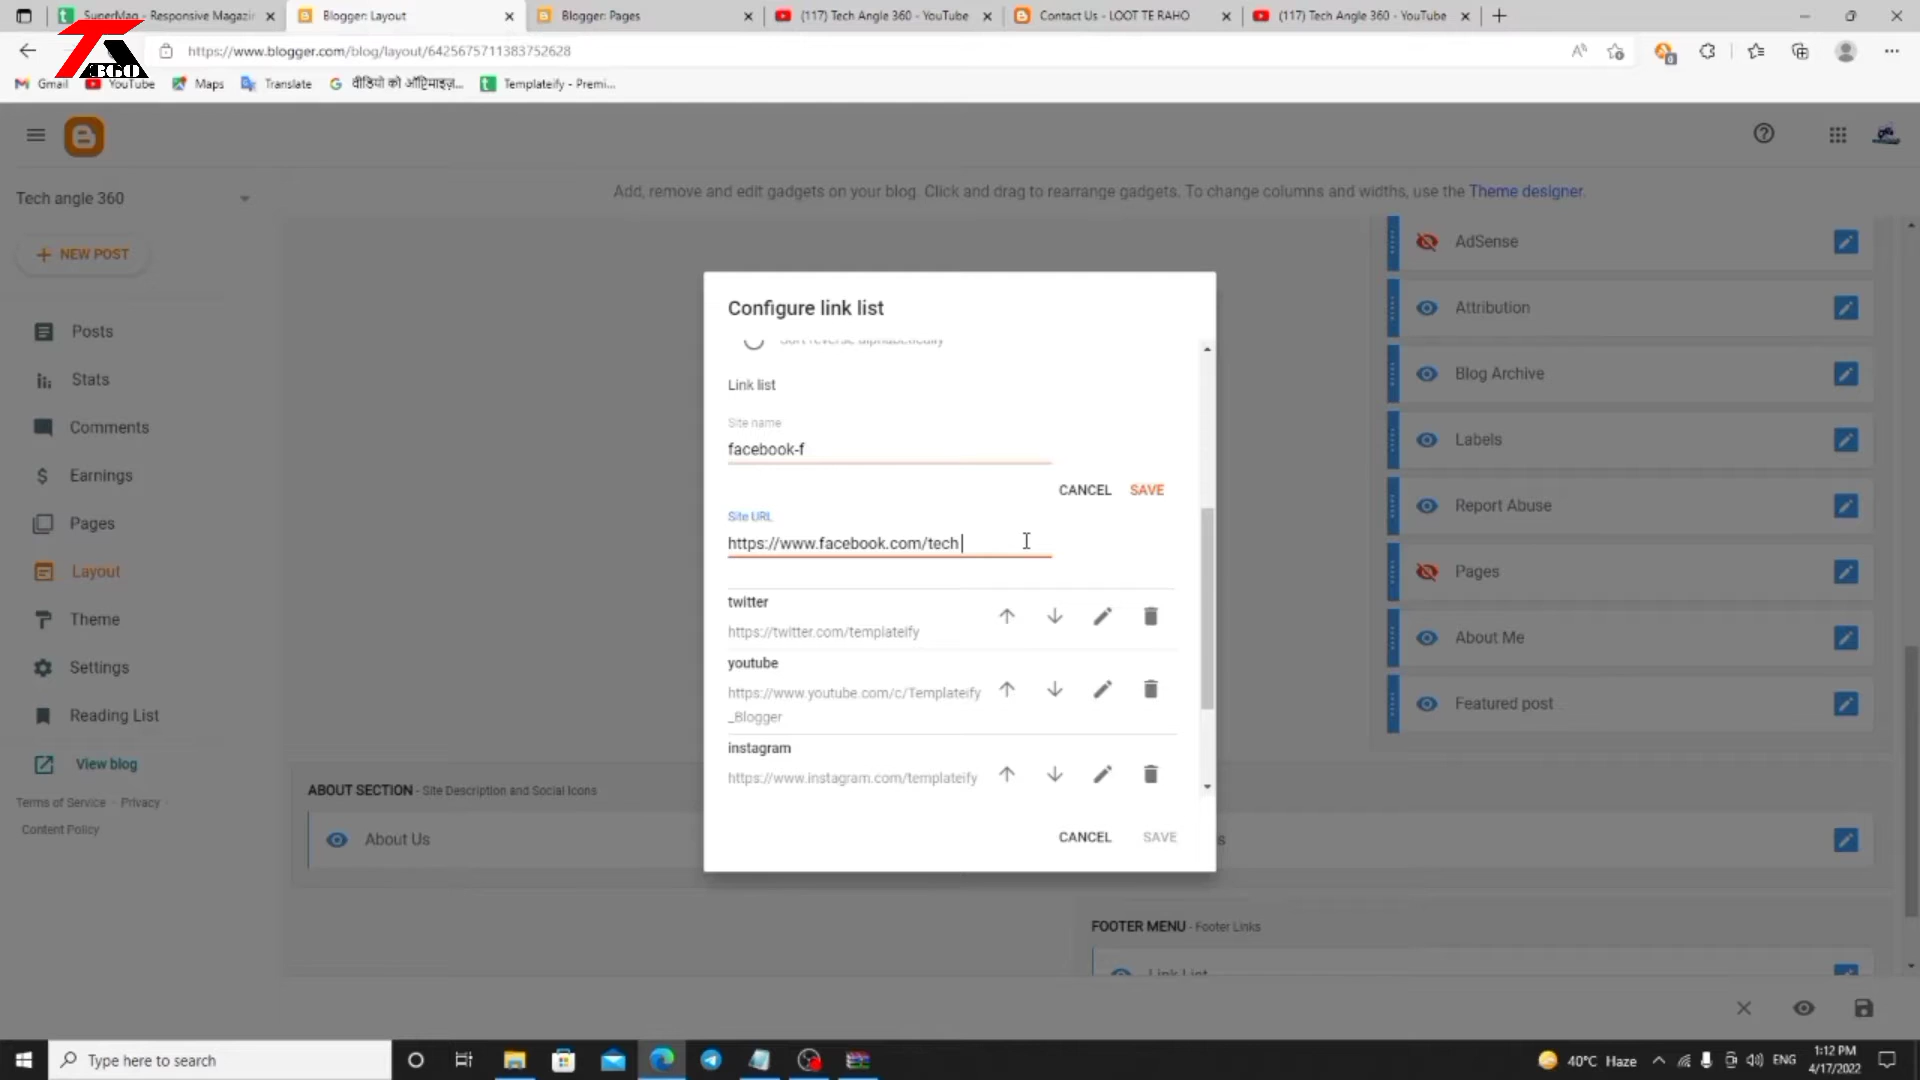 SuperMag - Responsive Magazin
Blogger: Layout
Blogger: Pages
(117) Tech Angle 360 - YouTube
Contact Us - LOOT TE RAHO
(117) Tech Angle 360 - YouTube
https://www.blogger.com/blog/layout/6425675711383752628
TA
360
Gmail
YouTube
Maps
Translate
वीडियो को ऑप्टिमाइज़...
Templateify - Premi...
Tech angle 360
Add, remove and edit gadgets on your blog. Click and drag to rearrange gadgets. To change columns and widths, use the Theme designer.
NEW POST
Posts
Stats
Comments
Earnings
Pages
Layout
Theme
Settings
Reading List
View blog
Terms of Service · Privacy ·
Content Policy
AdSense
Attribution
Blog Archive
Labels
Report Abuse
Pages
About Me
Featured post
Configure link list
Sort reverse alphabetically
Link list
Site name
facebook-f
CANCEL SAVE
Site URL
https://www.facebook.com/tech
twitter
https://twitter.com/templateify
youtube
https://www.youtube.com/c/Templateify
_Blogger
instagram
https://www.instagram.com/templateify
CANCEL SAVE
ABOUT SECTION - Site Description and Social Icons
About Us
s
FOOTER MENU - Footer Links
Link List
Type here to search
40°C Haze
ENG
1:12 PM
4/17/2022